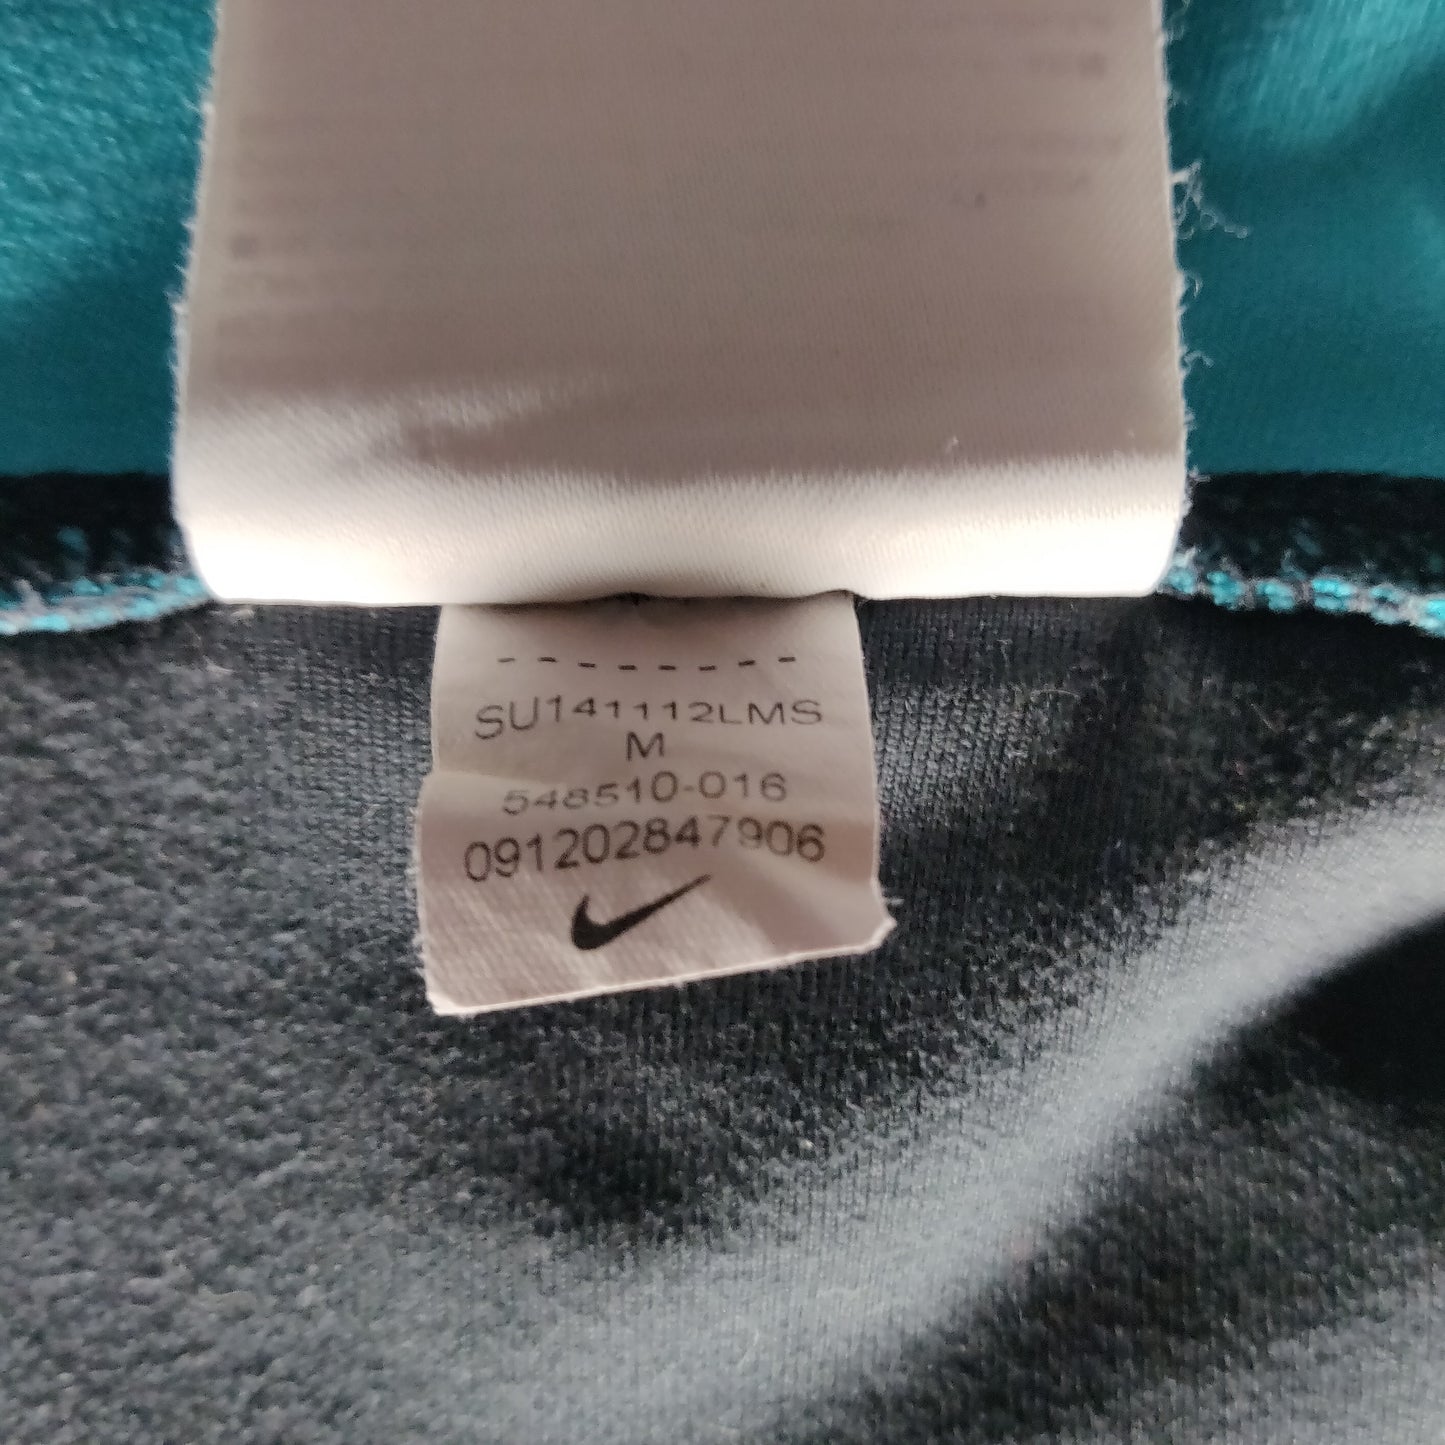 - - - - - - - -
SU141112LMS
M
548510-016
091202847906